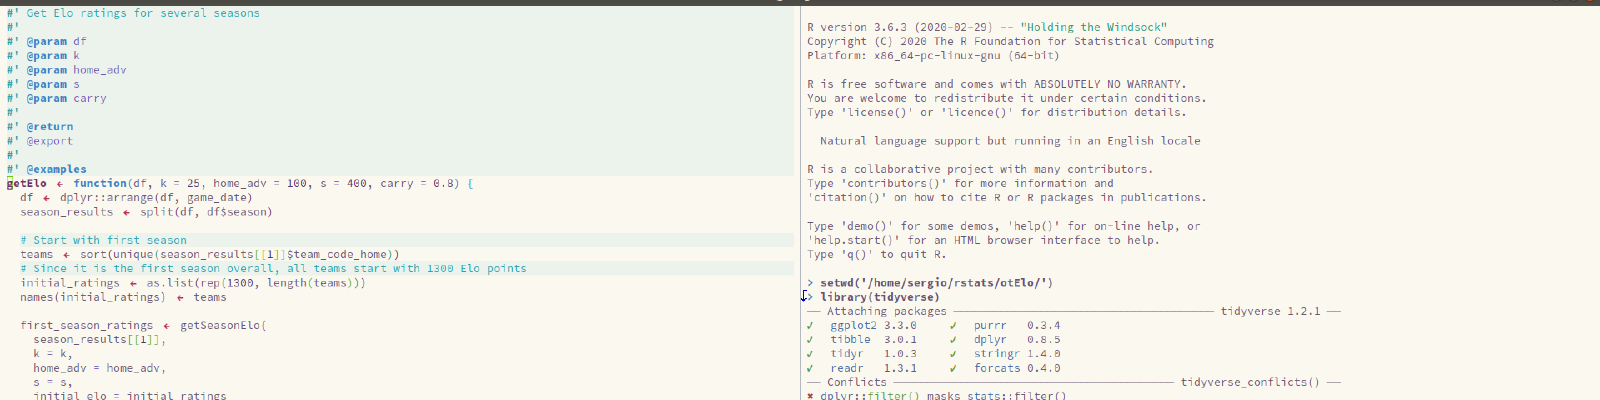 #' Get Elo ratings for several seasons
#'
#' @param df
#' @param k
#' @param home_adv
#' @param s
#' @param carry
#'
#' @return
#' @export
#'
#' @examples
getElo ← function(df, k = 25, home_adv = 100, s = 400, carry = 0.8) {
df ← dplyr::arrange(df, game_date)
season_results ← split(df, df$season)
# Start with first season
teams ← sort(unique(season_results[[1]]$team_code_home))
# Since it is the first season overall, all teams start with 1300 Elo points
initial_ratings ← as.list(rep(1300, length(teams)))
names(initial_ratings) ← teams
first_season_ratings ← getSeasonElo(
season_results[[1]],
k = k,
home_adv = home_adv,
s = s,
initial_elo = initial_ratings
R version 3.6.3 (2020-02-29) -- "Holding the Windsock"
Copyright (C) 2020 The R Foundation for Statistical Computing
Platform: x86_64-pc-linux-gnu (64-bit)
R is free software and comes with ABSOLUTELY NO WARRANTY.
You are welcome to redistribute it under certain conditions.
Type 'license()' or 'licence()' for distribution details.
Natural language support but running in an English locale
R is a collaborative project with many contributors.
Type 'contributors()' for more information and
'citation()' on how to cite R or R packages in publications.
Type 'demo()' for some demos, 'help()' for on-line help, or
'help.start()' for an HTML browser interface to help.
Type 'q()' to quit R.
> setwd('/home/sergio/rstats/otElo/')
> library(tidyverse)
── Attaching packages ──────────────────── tidyverse 1.2.1 ──
✓ ggplot2 3.3.0 ✓ purrr 0.3.4
✓ tibble 3.0.1 ✓ dplyr 0.8.5
✓ tidyr 1.0.3 ✓ stringr 1.4.0
✓ readr 1.3.1 ✓ forcats 0.4.0
── Conflicts ──────────────────── tidyverse_conflicts() ──
✖ dplyr::filter() masks stats::filter()